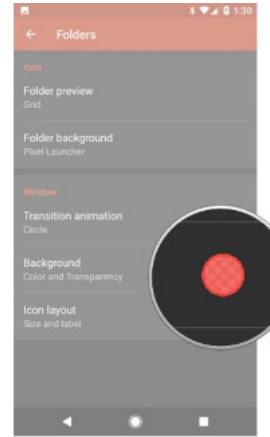 1:30
Folders
Icon
Folder preview
Grid
Folder background
Pixel Launcher
Window
Transition animation
Circle
Background
Color and Transparency
Icon layout
Size and label